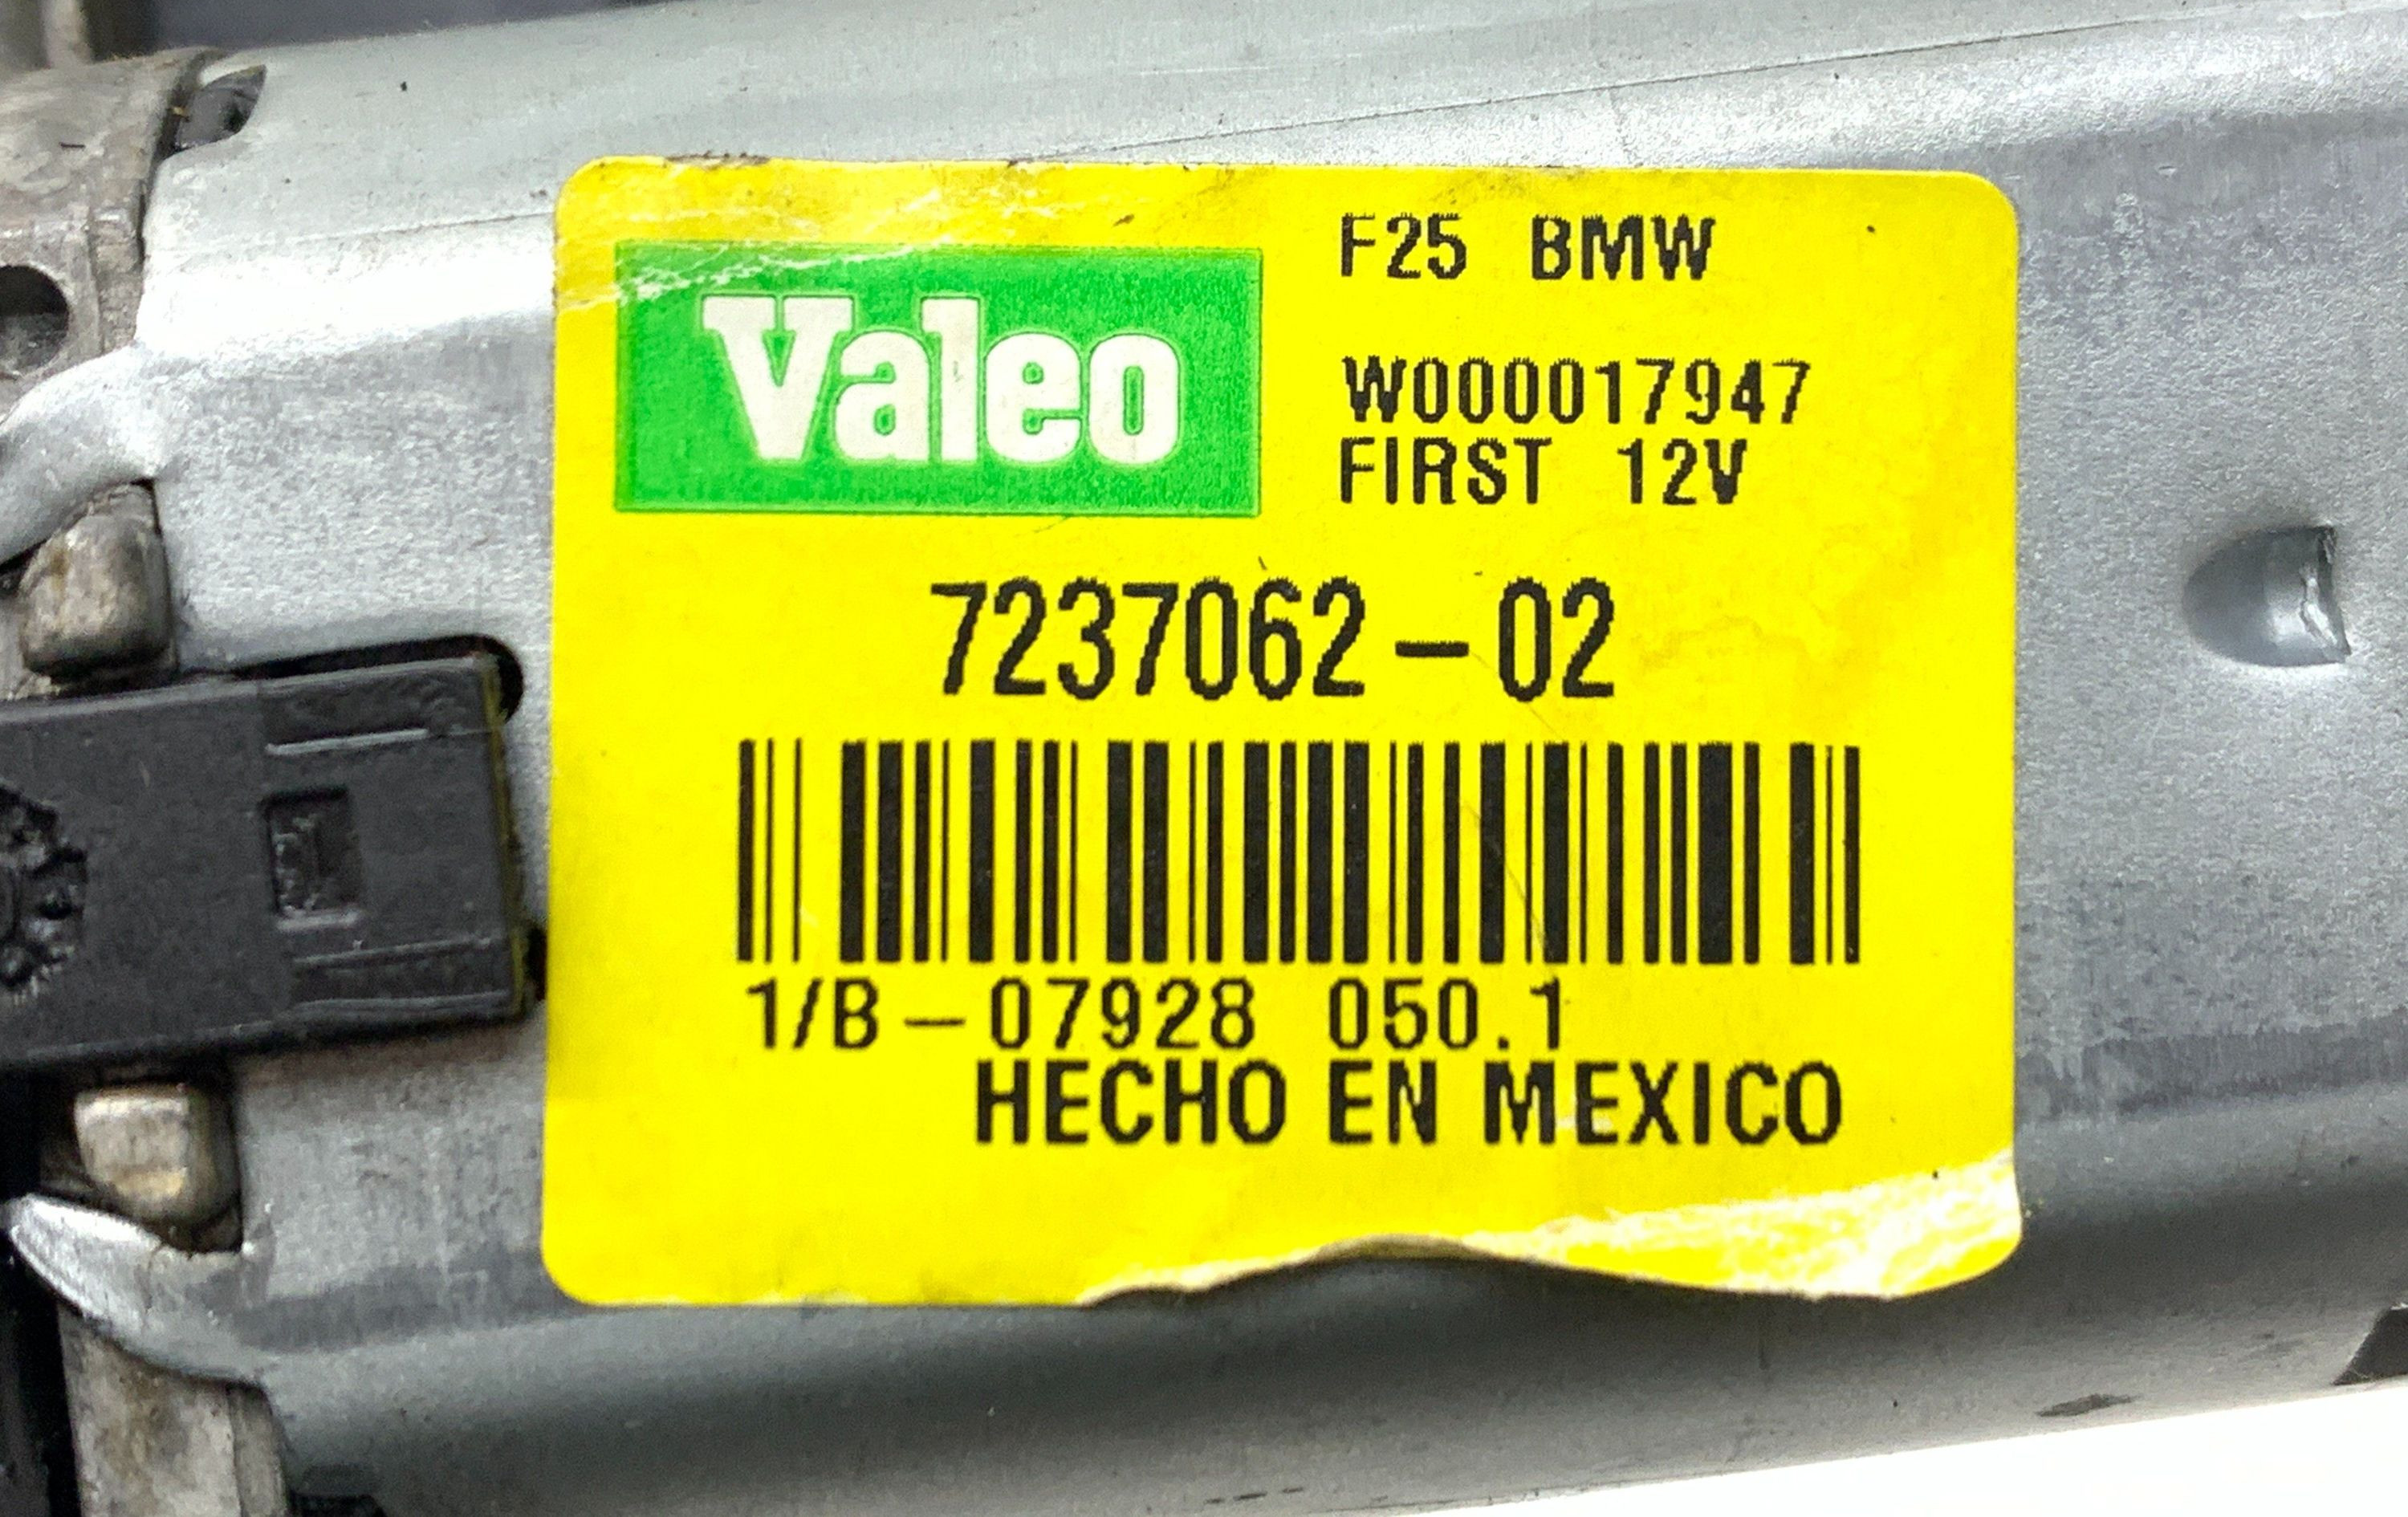 Valeo
F25 BMW
W000017947
FIRST 12V
7237062-02
1/B-07928 050.1
HECHO EN MEXICO